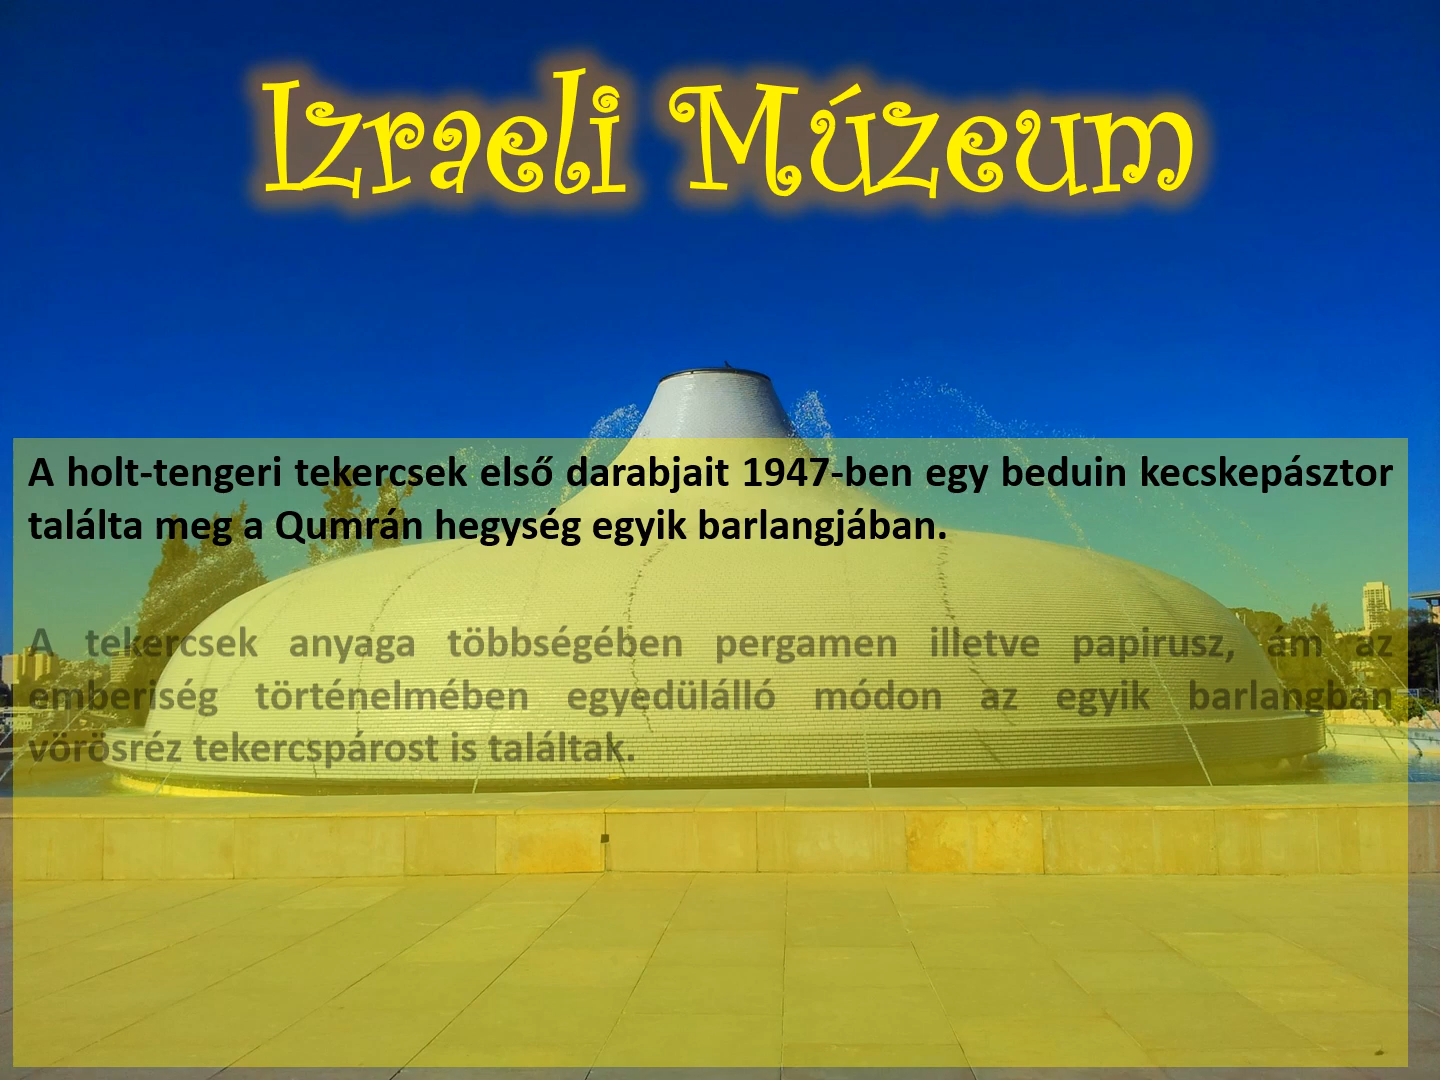 Izraeli Múzeum
A holt-tengeri tekercsek első darabjait 1947-ben egy beduin kecskepásztor
találta meg a Qumrán hegység egyik barlangjában.
A tekercsek anyaga többségében pergamen illetve papirusz, ám az
emberiség történelmében egyedülálló módon az egyik barlangban
vörösréz tekercspárost is találtak.